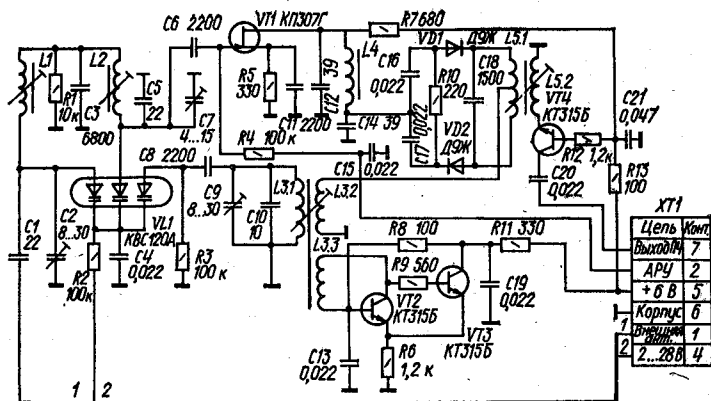 C6 2200
VT1 КП307Г
R7 680
VD1
Д9Ж
L5.1
L1
L2
R1
10к
C3
6800
C5
22
C7
4...15
R5
330
C11 2200
C12
39
L4
C16
0,022
R10
220
C18
1500
C17
0,022
VD2
Д9Ж
L5.2
VT4
КТ315Б
C21
0,047
R12 1,2к
R13
100
C14 39
R4 100к
C15
0,022
C20
0,022
C8 2200
C1
22
C2
8...30
VL1
КВС120А
R2
100к
C4
0,022
R3
100к
C9
8...30
C10
10
L3.1
L3.2
L3.3
R8 100
R11 330
R9 560
VT2
КТ315Б
VT3
КТ315Б
C19
0,022
C13
0,022
R6
1,2 к
XT1
Цепь Конт.
ВыходПЧ 7
АРУ 2
+6 В 5
Корпус 6
1 Внешняя ант. 1
2 2...28В 4
1 2